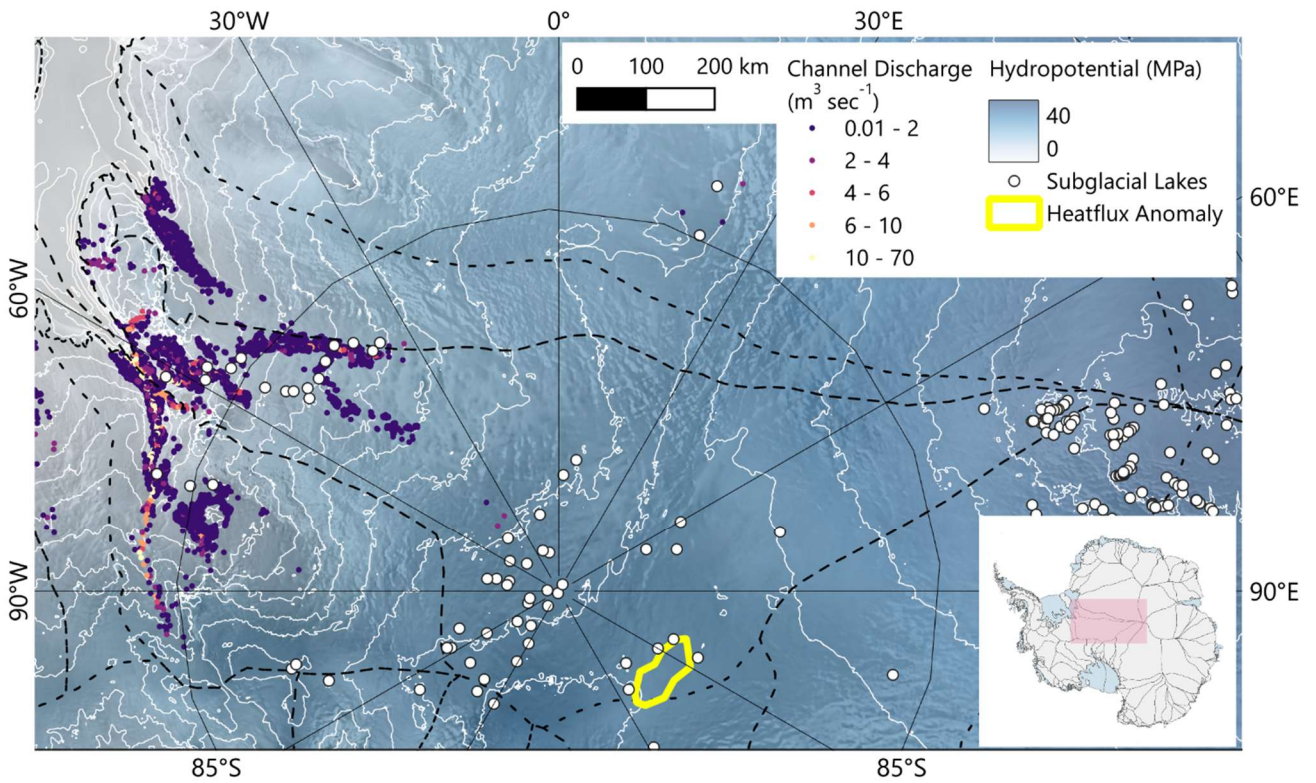 30°W 0° 30°E
0 100 200 km
Channel Discharge
(m³ sec⁻¹)
0.01 - 2
2 - 4
4 - 6
6 - 10
10 - 70
Hydropotential (MPa)
40
0
Subglacial Lakes
Heatflux Anomaly
60°W
60°E
90°W
90°E
85°S 85°S